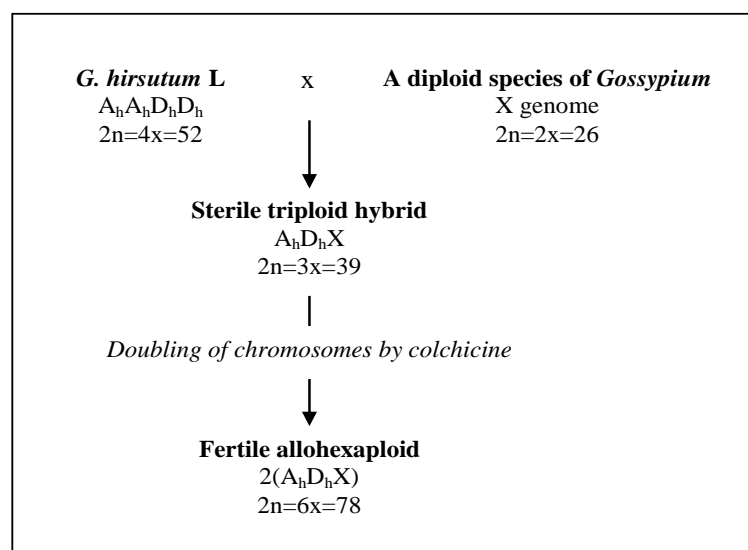 G. hirsutum L x A diploid species of Gossypium
AₕAₕDₕDₕ X genome
2n=4x=52 2n=2x=26
Sterile triploid hybrid
AₕDₕX
2n=3x=39
Doubling of chromosomes by colchicine
Fertile allohexaploid
2(AₕDₕX)
2n=6x=78